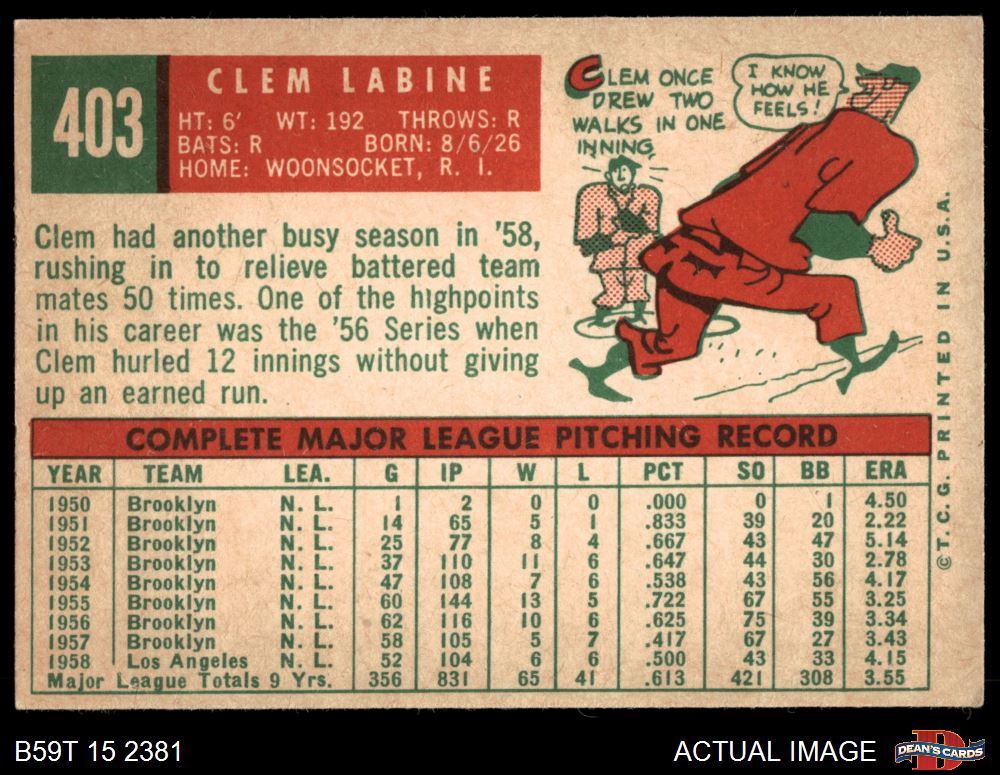 403
CLEM LABINE
HT: 6' WT: 192 THROWS: R
BATS: R BORN: 8/6/26
HOME: WOONSOCKET, R. I.
Clem had another busy season in '58,
rushing in to relieve battered team
mates 50 times. One of the highpoints
in his career was the '56 Series when
Clem hurled 12 innings without giving
up an earned run.
CLEM ONCE
DREW TWO
WALKS IN ONE
INNING
I KNOW
HOW HE
FEELS!
COMPLETE MAJOR LEAGUE PITCHING RECORD
YEAR TEAM LEA. G IP W L PCT SO BB ERA
1950 Brooklyn N. L. 1 2 0 0 .000 0 1 4.50
1951 Brooklyn N. L. 14 65 5 1 .833 39 20 2.22
1952 Brooklyn N. L. 25 77 8 4 .667 43 47 5.14
1953 Brooklyn N. L. 37 110 11 6 .647 44 30 2.78
1954 Brooklyn N. L. 47 108 7 6 .538 43 56 4.17
1955 Brooklyn N. L. 60 144 13 5 .722 67 55 3.25
1956 Brooklyn N. L. 62 116 10 6 .625 75 39 3.34
1957 Brooklyn N. L. 58 105 5 7 .417 67 27 3.43
1958 Los Angeles N. L. 52 104 6 6 .500 43 33 4.15
Major League Totals 9 Yrs. 356 831 65 41 .613 421 308 3.55
© T. C. G. PRINTED IN U. S. A.
B59T 15 2381
ACTUAL IMAGE
D
DEAN'S CARDS